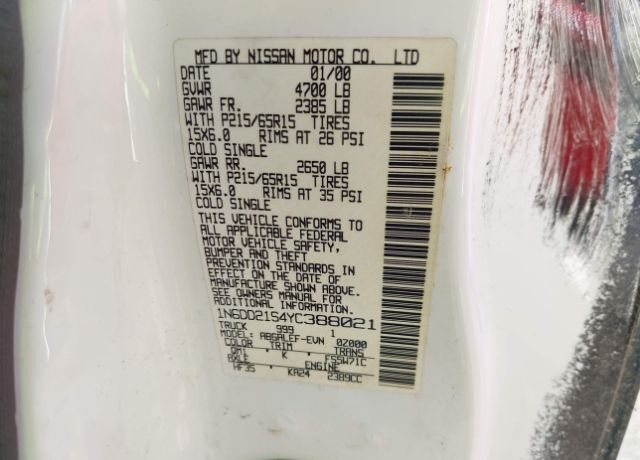 MFD BY NISSAN MOTOR CO. LTD
DATE 01/00
GVWR 4700 LB
GAWR FR. 2385 LB
WITH P215/65R15 TIRES
15X6.0 RIMS AT 26 PSI
COLD SINGLE
GAWR RR. 2650 LB
WITH P215/65R15 TIRES
15X6.0 RIMS AT 35 PSI
COLD SINGLE
THIS VEHICLE CONFORMS TO
ALL APPLICABLE FEDERAL
MOTOR VEHICLE SAFETY,
BUMPER AND THEFT
PREVENTION STANDARDS IN
EFFECT ON THE DATE OF
MANUFACTURE SHOWN ABOVE.
SEE OWNERS MANUAL FOR
ADDITIONAL INFORMATION
1N6DD21S4YC388021
TRUCK 999 1
MODEL: ABGALEF-EVN 0Z000
COLOR TRIM TRANS
K FS5W71C
AXLE ENGINE
HF35 KA24 2389CC